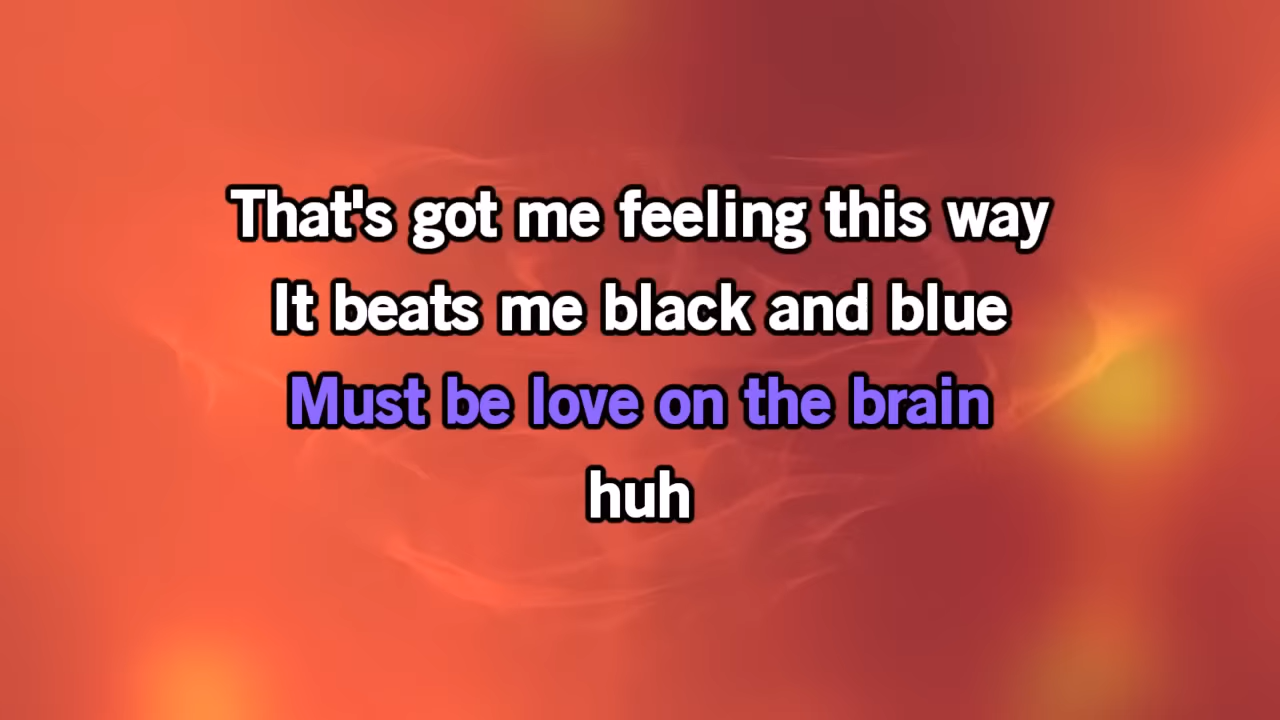 That's got me feeling this way
It beats me black and blue
Must be love on the brain
huh